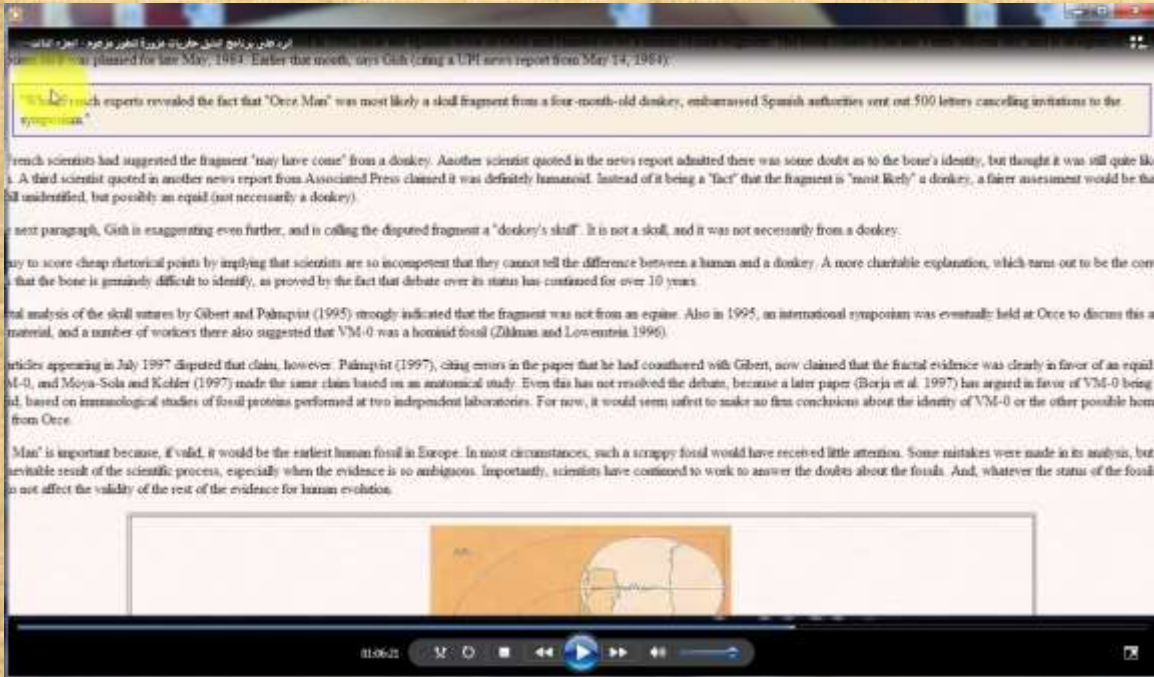 الرد على برنامج
planned for late May, 1984. Earlier that month, says Gish (citing a UPI news report from May 14, 1984):
experts revealed the fact that "Orce Man" was most likely a skull fragment from a four-month-old donkey, embarrassed Spanish authorities sent out 500 letters cancelling invitations to the
symposium."
French scientists had suggested the fragment "may have come" from a donkey. Another scientist quoted in the news report admitted there was some doubt as to the bone's identity, but thought it was still quite
A third scientist quoted in another news report from Associated Press claimed it was definitely humanoid. Instead of it being a "fact" that the fragment is "most likely" a donkey, a fairer assessment would be
unidentified, but possibly an equid (not necessarily a donkey).
next paragraph, Gish is exaggerating even further, and is calling the disputed fragment a "donkey's skull". It is not a skull, and it was not necessarily from a donkey.
to score cheap rhetorical points by implying that scientists are so incompetent that they cannot tell the difference between a human and a donkey. A more charitable explanation, which turns out to be the
that the bone is genuinely difficult to identify, as proved by the fact that debate over its status has continued for over 10 years.
analysis of the skull sutures by Gibert and Palmqvist (1995) strongly indicated that the fragment was not from an equine. Also in 1995, an international symposium was eventually held at Orce to discuss this
material, and a number of workers there also suggested that VM-0 was a hominid fossil (Zihlman and Lowenstein 1996).
articles appearing in July 1997 disputed that claim, however. Palmqvist (1997), citing errors in the paper that he had coauthored with Gibert, now claimed that the fractal evidence was clearly in favor of an equid
and Moya-Sola and Kohler (1997) made the same claim based on an anatomical study. Even this has not resolved the debate, because a later paper (Borja et al. 1997) has argued in favor of VM-0 being
based on immunological studies of fossil proteins performed at two independent laboratories. For now, it would seem safest to make no firm conclusions about the identity of VM-0 or the other possible
from Orce.
Man" is important because, if valid, it would be the earliest human fossil in Europe. In most circumstances, such a scrappy fossil would have received little attention. Some mistakes were made in its analysis, but
inevitable result of the scientific process, especially when the evidence is so ambiguous. Importantly, scientists have continued to work to answer the doubts about the fossils. And, whatever the status of the
not affect the validity of the rest of the evidence for human evolution.
01:06:21